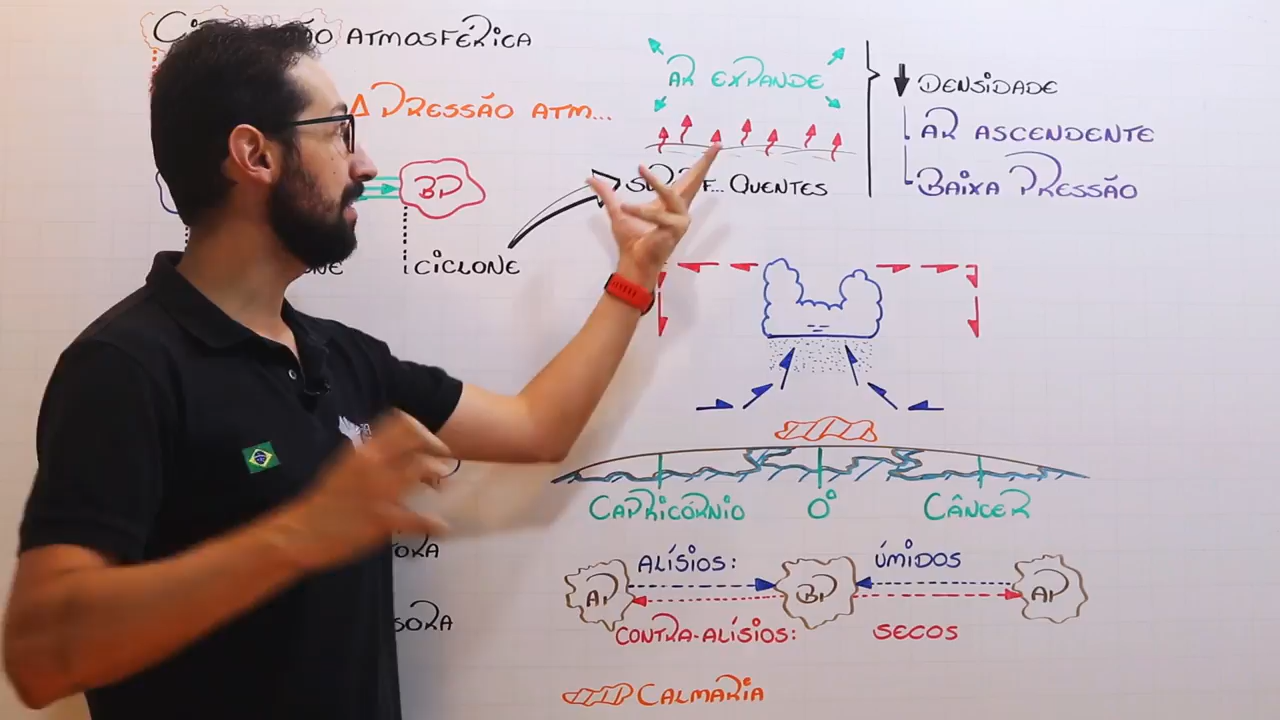 ATMOSFÉRICA
Δ PRESSÃO ATM...
BP
CICLONE
AR EXPANDE
QUENTES
DENSIDADE
AR ASCENDENTE
BAIXA PRESSÃO
CAPRICÓRNIO 0° CÂNCER
ALÍSIOS: ÚMIDOS
AP BP AP
CONTRA-ALÍSIOS: SECOS
CALMARIA